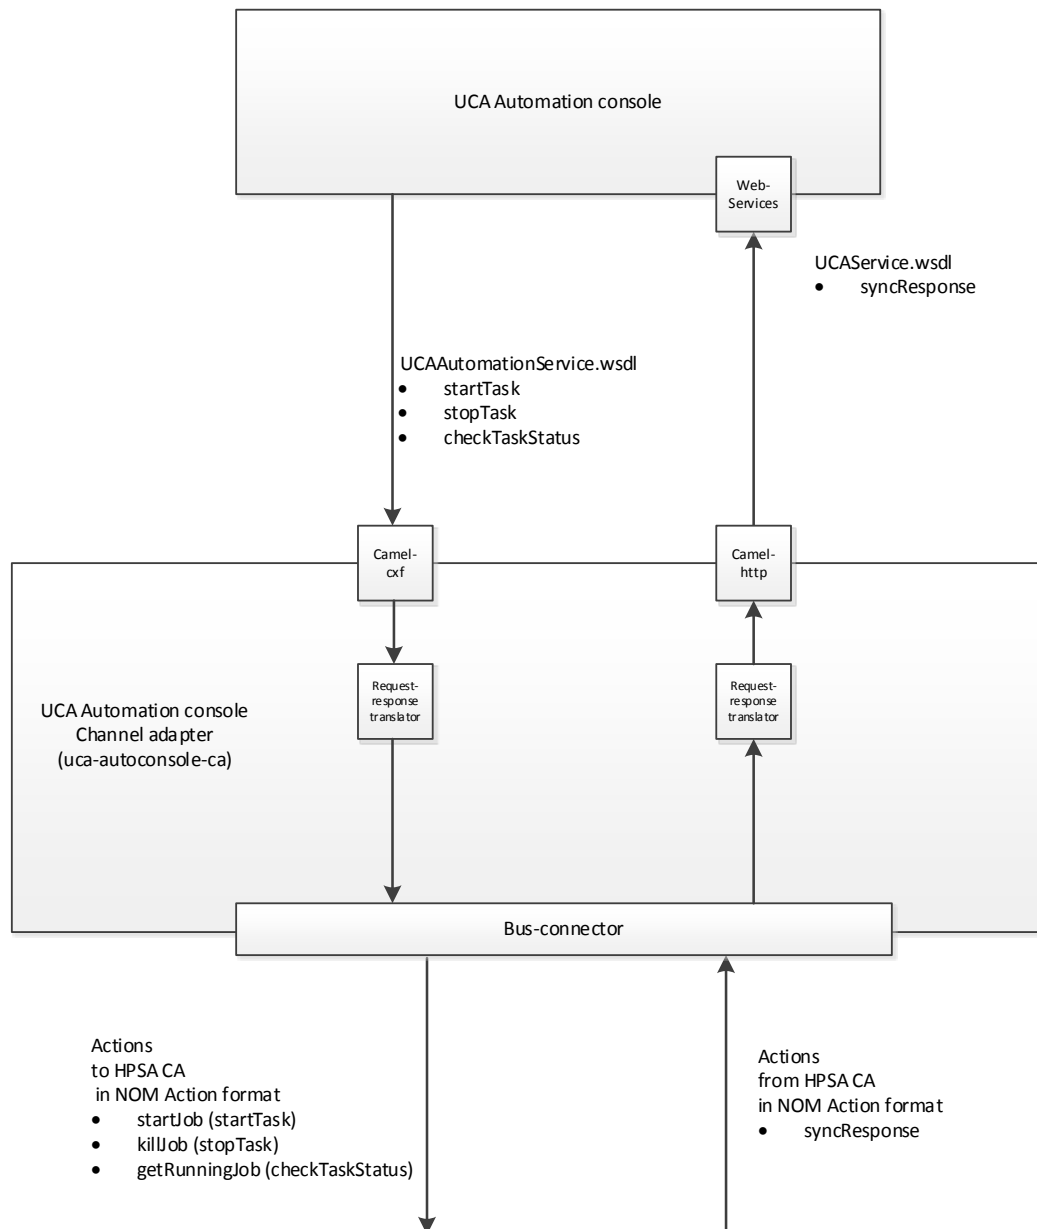 UCA Automation console
Web-
Services
UCAService.wsdl
• syncResponse
UCAAutomationService.wsdl
• startTask
• stopTask
• checkTaskStatus
Camel-
cxf
Camel-
http
Request-
response
translator
Request-
response
translator
UCA Automation console
Channel adapter
(uca-autoconsole-ca)
Bus-connector
Actions
to HPSA CA
in NOM Action format
• startJob (startTask)
• killJob (stopTask)
• getRunningJob (checkTaskStatus)
Actions
from HPSA CA
in NOM Action format
• syncResponse